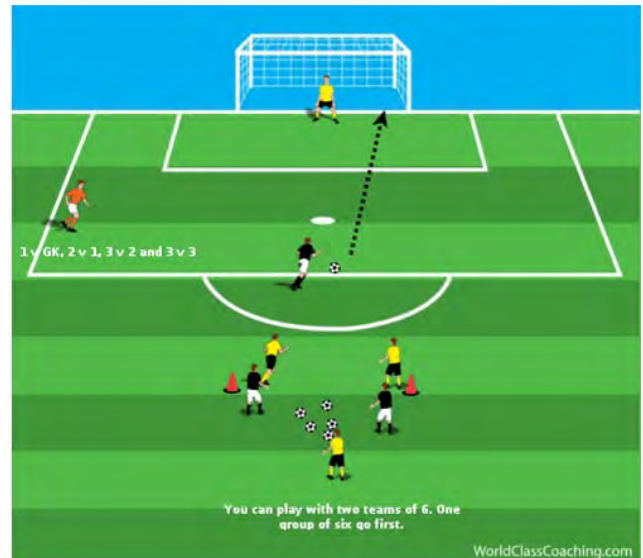 1 v GK, 2 v 1, 3 v 2 and 3 v 3
You can play with two teams of 6. One
group of six go first.
WorldClassCoaching.com